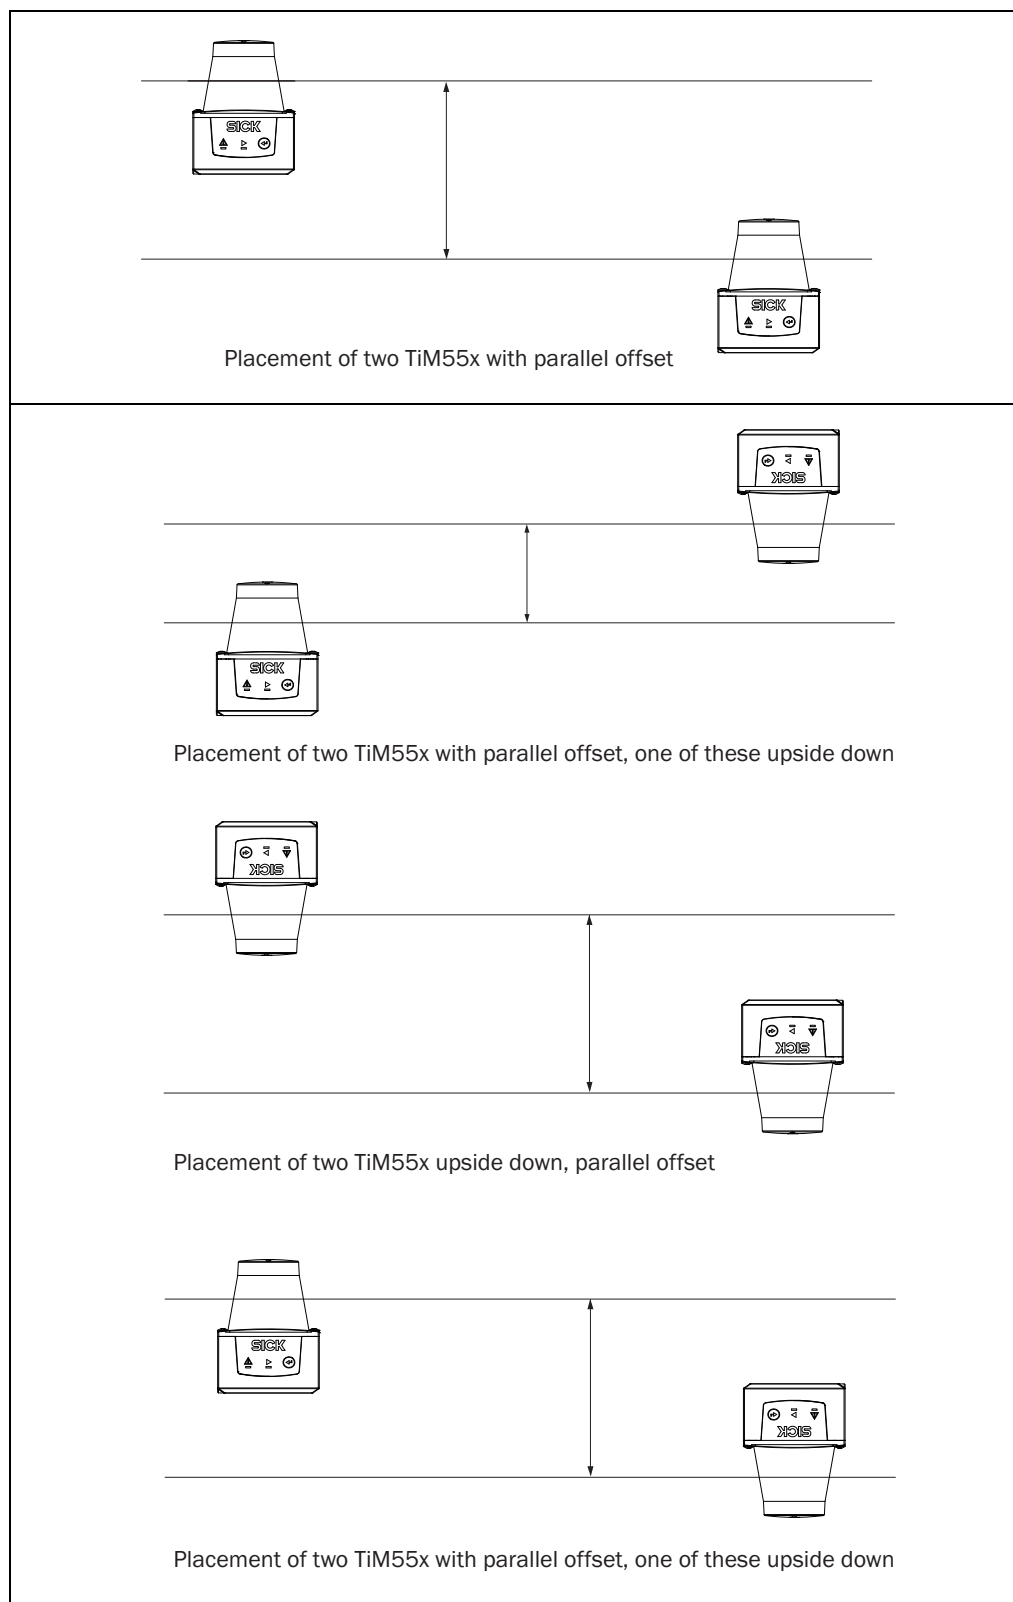 SICK
SICK
Placement of two TiM55x with parallel offset
SICK
SICK
Placement of two TiM55x with parallel offset, one of these upside down
SICK
SICK
Placement of two TiM55x upside down, parallel offset
SICK
SICK
Placement of two TiM55x with parallel offset, one of these upside down